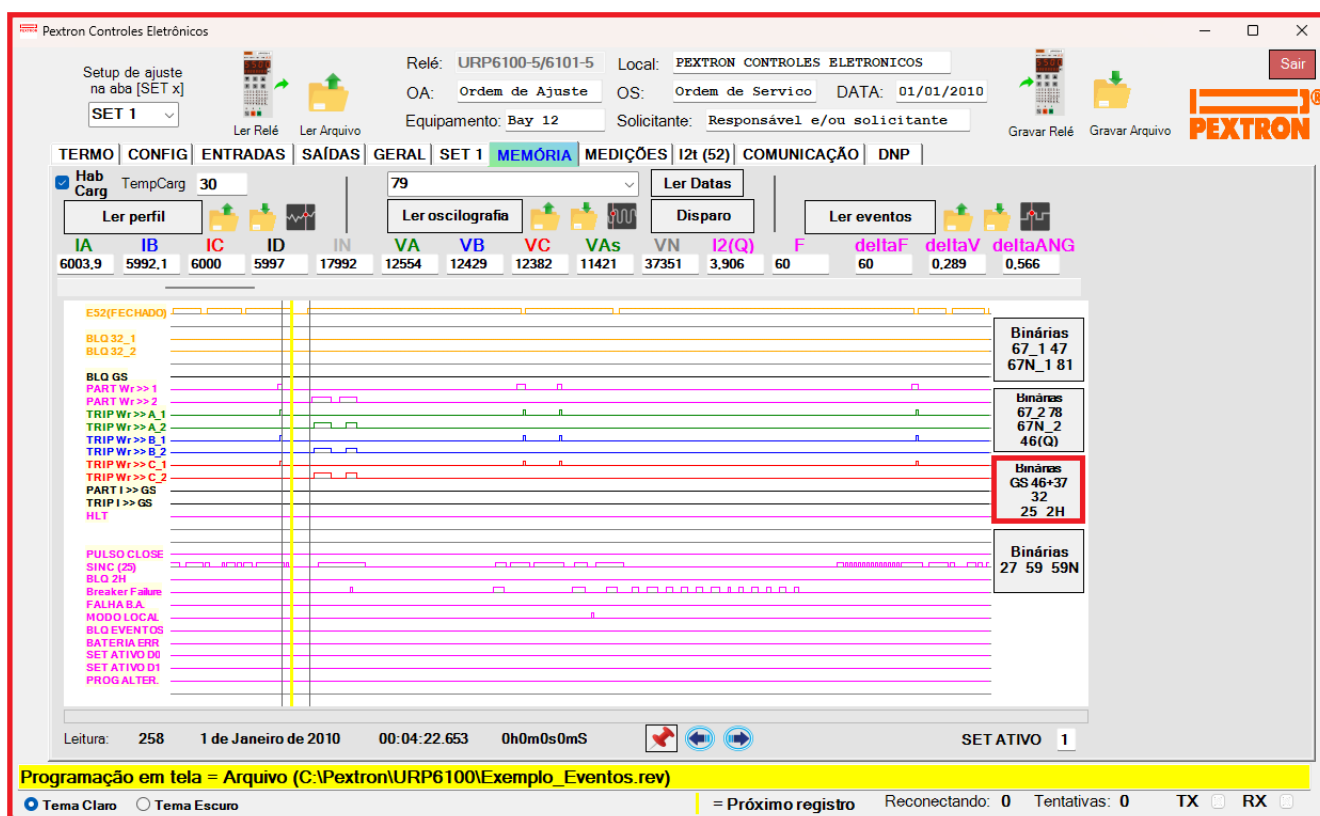 Pextron Controles Eletrônicos
Setup de ajuste
na aba [SET x]
SET 1
Ler Relé
Ler Arquivo
Relé: URP6100-5/6101-5
Local: PEXTRON CONTROLES ELETRONICOS
OA: Ordem de Ajuste
OS: Ordem de Servico
DATA: 01/01/2010
Equipamento: Bay 12
Solicitante: Responsável e/ou solicitante
Gravar Relé
Gravar Arquivo
Sair
PEXTRON
TERMO CONFIG ENTRADAS SAÍDAS GERAL SET 1 MEMÓRIA MEDIÇÕES I2t (52) COMUNICAÇÃO DNP
Hab
Carg
TempCarg 30
79
Ler Datas
Ler perfil
Ler oscilografia
Disparo
Ler eventos
IA IB IC ID IN VA VB VC VAs VN I2(Q) F deltaF deltaV deltaANG
6003,9 5992,1 6000 5997 17992 12554 12429 12382 11421 37351 3,906 60 60 0,289 0,566
E52(FECHADO)
BLQ 32_1
BLQ 32_2
BLQ GS
PART Wr >> 1
PART Wr >> 2
TRIP Wr >> A_1
TRIP Wr >> A_2
TRIP Wr >> B_1
TRIP Wr >> B_2
TRIP Wr >> C_1
TRIP Wr >> C_2
PART I >> GS
TRIP I >> GS
HLT
PULSO CLOSE
SINC (25)
BLQ 2H
Breaker Failure
FALHA B.A.
MODO LOCAL
BLQ EVENTOS
BATERIA ERR
SET ATIVO D0
SET ATIVO D1
PROG ALTER.
Binárias
67_1 47
67N_1 81
Binárias
67_2 78
67N_2
46(Q)
Binárias
GS 46+37
32
25 2H
Binárias
27 59 59N
Leitura: 258 1 de Janeiro de 2010 00:04:22.653 0h0m0s0mS
SET ATIVO 1
Programação em tela = Arquivo (C:\Pextron\URP6100\Exemplo_Eventos.rev)
Tema Claro Tema Escuro = Próximo registro Reconectando: 0 Tentativas: 0 TX RX